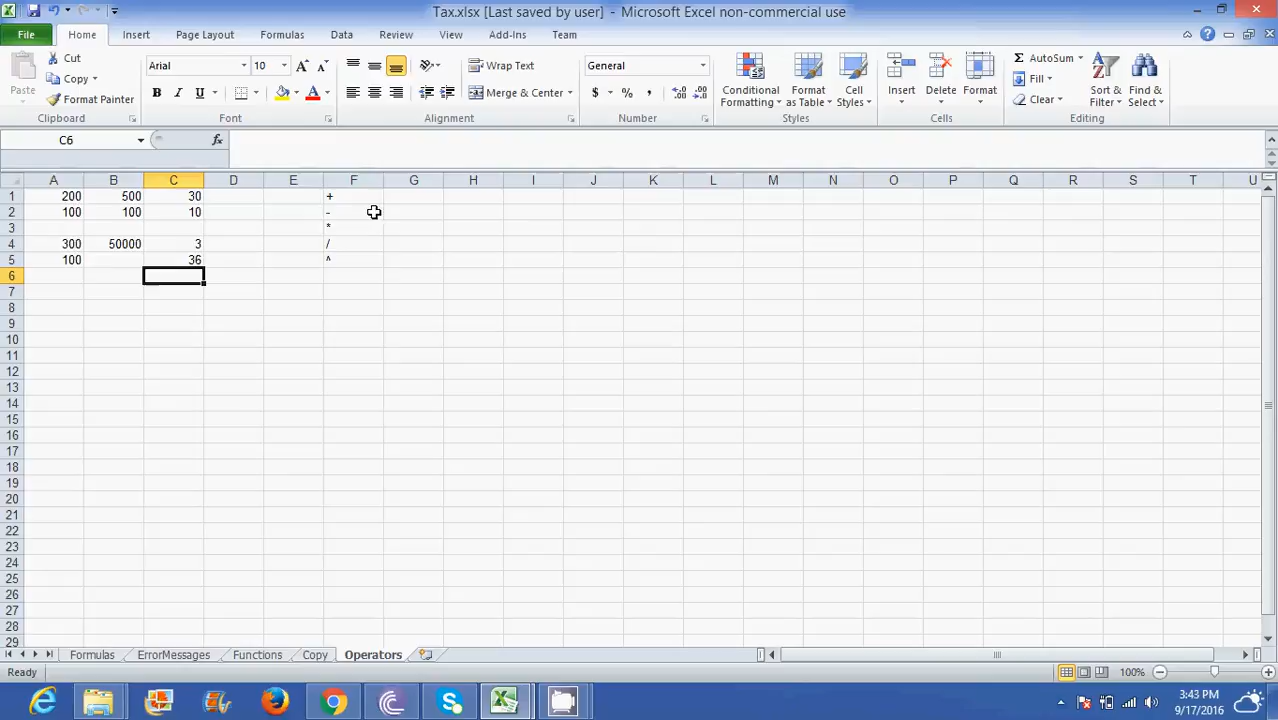 Tax.xlsx [Last saved by user] - Microsoft Excel non-commercial use
File Home Insert Page Layout Formulas Data Review View Add-Ins Team
Paste
Cut
Copy
Format Painter
Clipboard
Arial 10
B I U
Font
Wrap Text
Merge & Center
Alignment
General
$ % ,
Number
Conditional Formatting
Format as Table
Cell Styles
Styles
Insert Delete Format
Cells
Σ AutoSum
Fill
Clear
Sort & Filter
Find & Select
Editing
C6 fx
A B C D E F G H I J K L M N O P Q R S T U
1 200 500 30 +
2 100 100 10 -
3 *
4 300 50000 3 /
5 100 36 ^
6
7
8
9
10
11
12
13
14
15
16
17
18
19
20
21
22
23
24
25
26
27
28
29
Formulas ErrorMessages Functions Copy Operators
Ready 100%
3:43 PM
9/17/2016